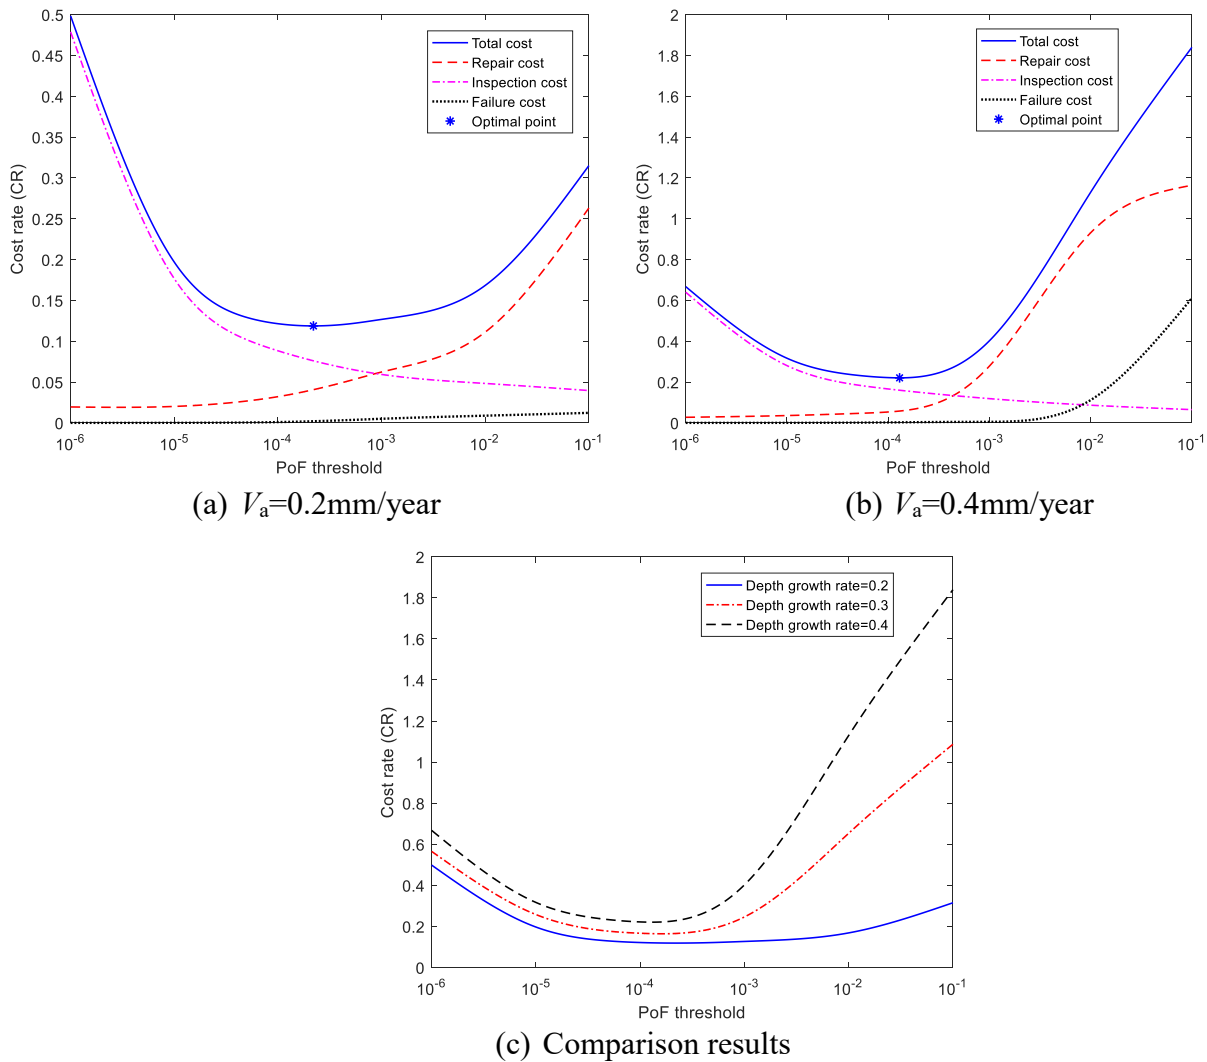 0.5
0.45
0.4
0.35
0.3
0.25
0.2
0.15
0.1
0.05
0
Cost rate (CR)
Total cost
Repair cost
Inspection cost
Failure cost
Optimal point
10-6
10-5
10-4
10-3
10-2
10-1
PoF threshold
(a) Va=0.2mm/year
2
1.8
1.6
1.4
1.2
1
0.8
0.6
0.4
0.2
0
Cost rate (CR)
Total cost
Repair cost
Inspection cost
Failure cost
Optimal point
10-6
10-5
10-4
10-3
10-2
10-1
PoF threshold
(b) Va=0.4mm/year
2
1.8
1.6
1.4
1.2
1
0.8
0.6
0.4
0.2
0
Cost rate (CR)
Depth growth rate=0.2
Depth growth rate=0.3
Depth growth rate=0.4
10-6
10-5
10-4
10-3
10-2
10-1
PoF threshold
(c) Comparison results